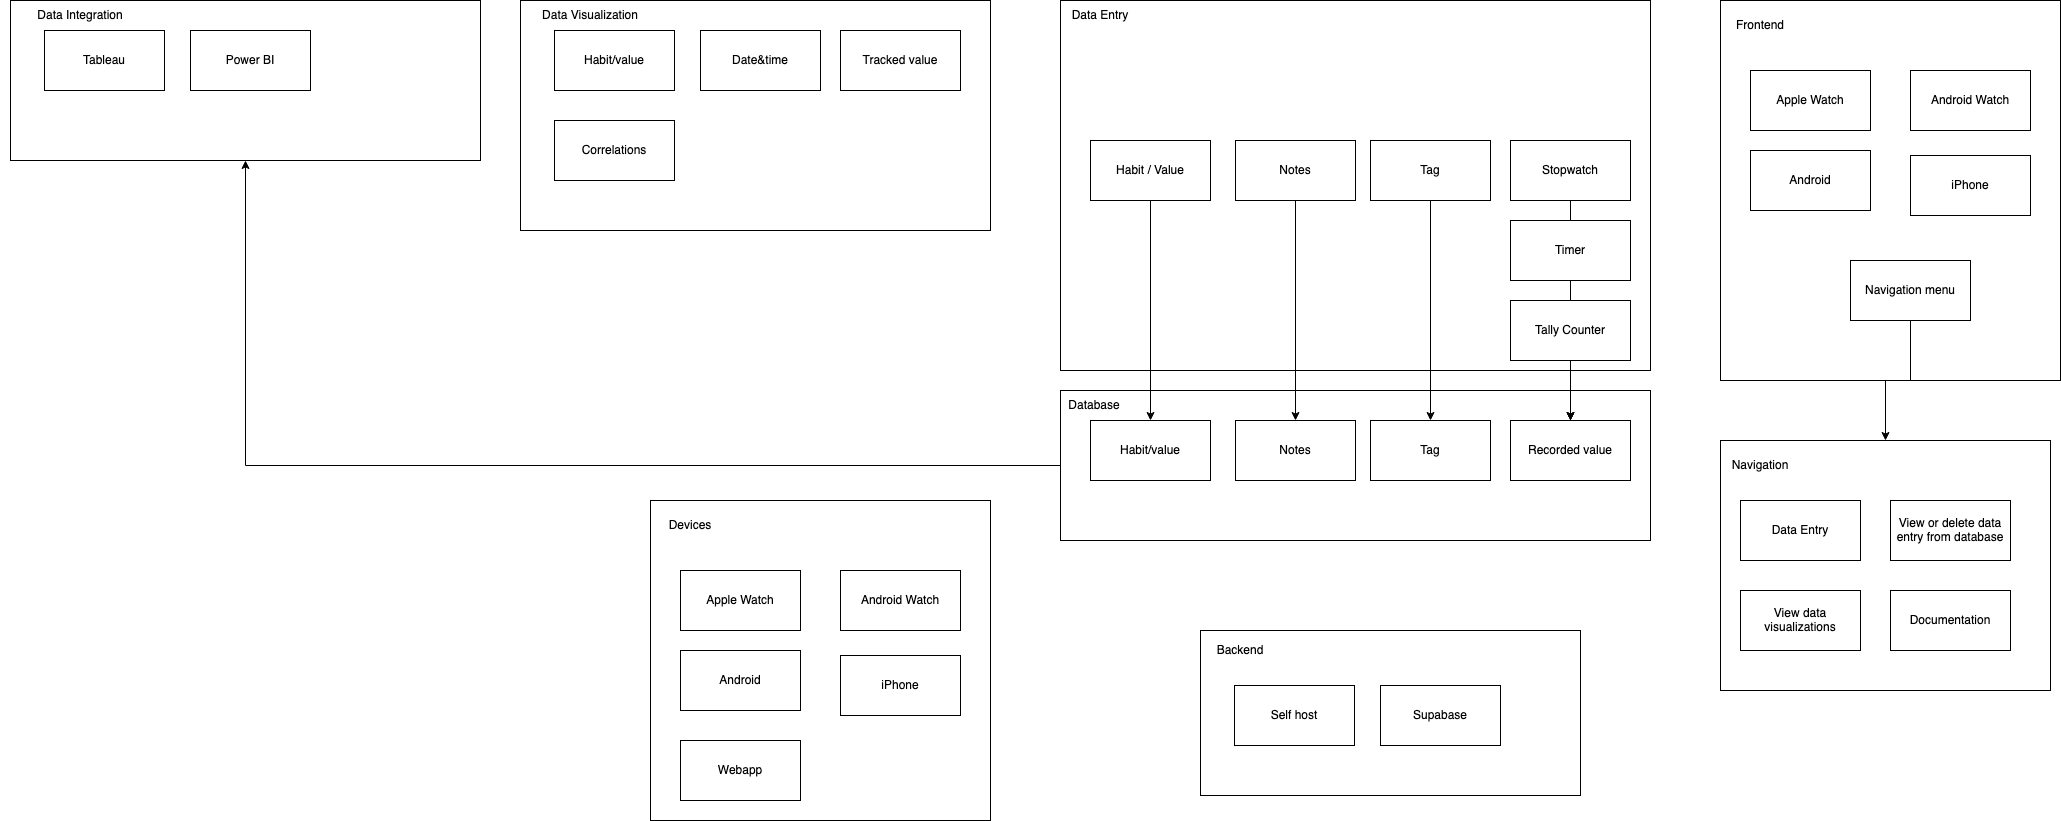 Data Integration
Tableau
Power BI
Data Visualization
Habit/value
Date&time
Tracked value
Correlations
Data Entry
Habit / Value
Notes
Tag
Stopwatch
Timer
Tally Counter
Database
Habit/value
Notes
Tag
Recorded value
Frontend
Apple Watch
Android Watch
Android
iPhone
Navigation menu
Navigation
Data Entry
View or delete data
entry from database
View data
visualizations
Documentation
Devices
Apple Watch
Android Watch
Android
iPhone
Webapp
Backend
Self host
Supabase